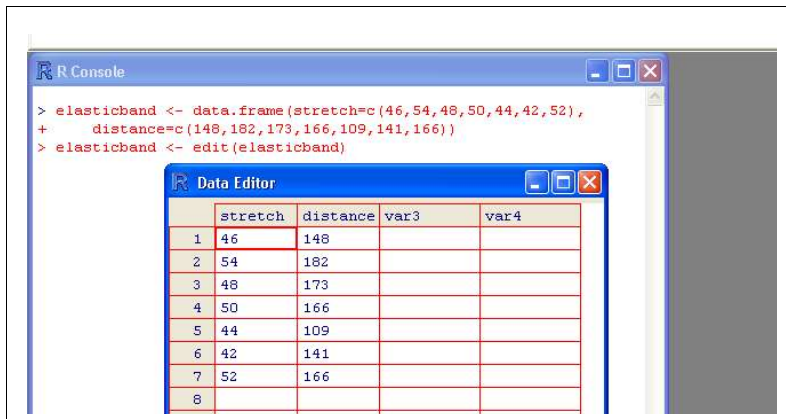 R Console
> elasticband <- data.frame(stretch=c(46,54,48,50,44,42,52),
+     distance=c(148,182,173,166,109,141,166))
> elasticband <- edit(elasticband)
Data Editor
stretch distance var3 var4
1 46 148
2 54 182
3 48 173
4 50 166
5 44 109
6 42 141
7 52 166
8